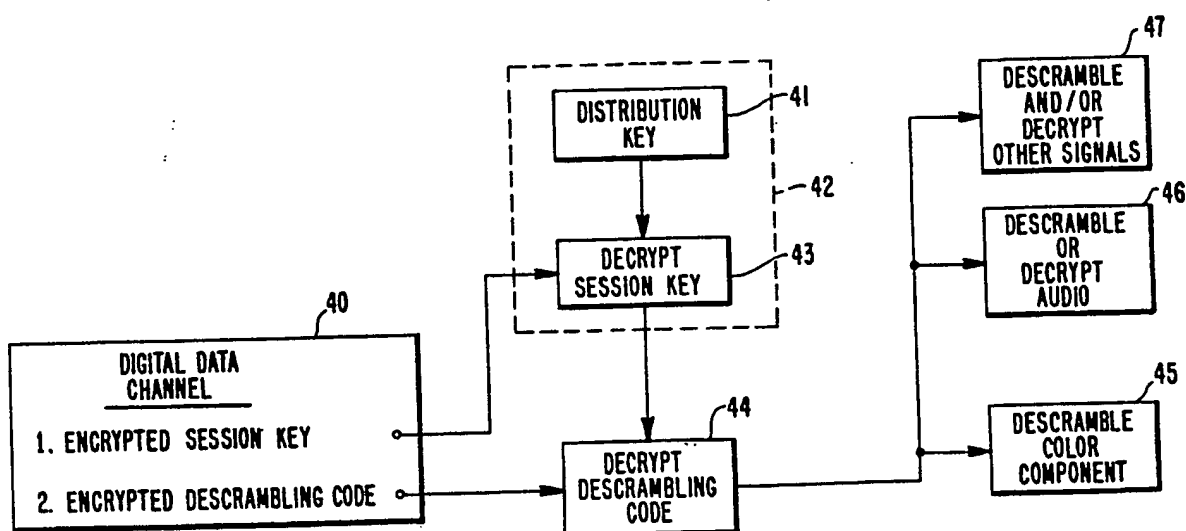 47
DESCRAMBLE
AND/OR
DECRYPT
OTHER SIGNALS
DISTRIBUTION
KEY
41
42
46
DESCRAMBLE
OR
DECRYPT
AUDIO
DECRYPT
SESSION KEY
43
40
DIGITAL DATA
CHANNEL
1. ENCRYPTED SESSION KEY
2. ENCRYPTED DESCRAMBLING CODE
44
DECRYPT
DESCRAMBLING
CODE
45
DESCRAMBLE
COLOR
COMPONENT